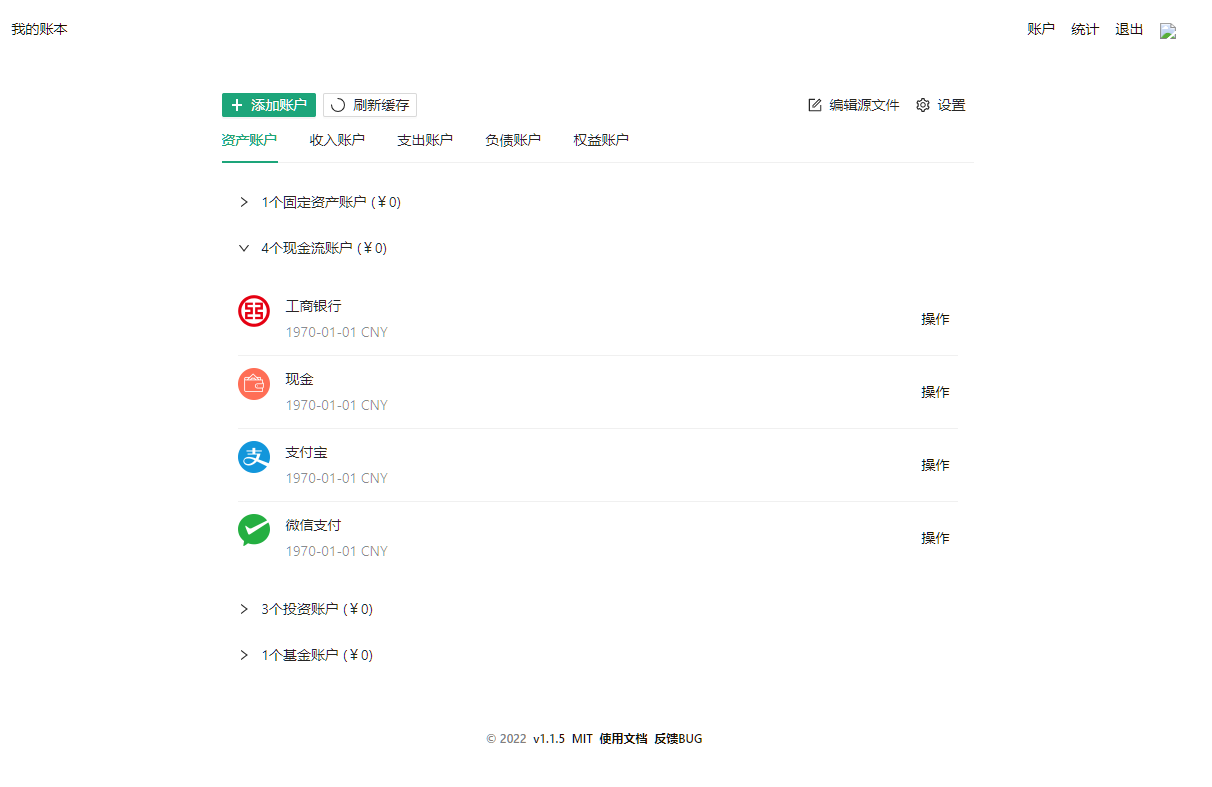 我的账本 账户 统计 退出
添加账户 刷新缓存 编辑源文件 设置
资产账户 收入账户 支出账户 负债账户 权益账户
1个固定资产账户 (¥0)
4个现金流账户 (¥0)
工商银行
1970-01-01 CNY
操作
现金
1970-01-01 CNY
操作
支付宝
1970-01-01 CNY
操作
微信支付
1970-01-01 CNY
操作
3个投资账户 (¥0)
1个基金账户 (¥0)
© 2022 v1.1.5 MIT 使用文档 反馈BUG